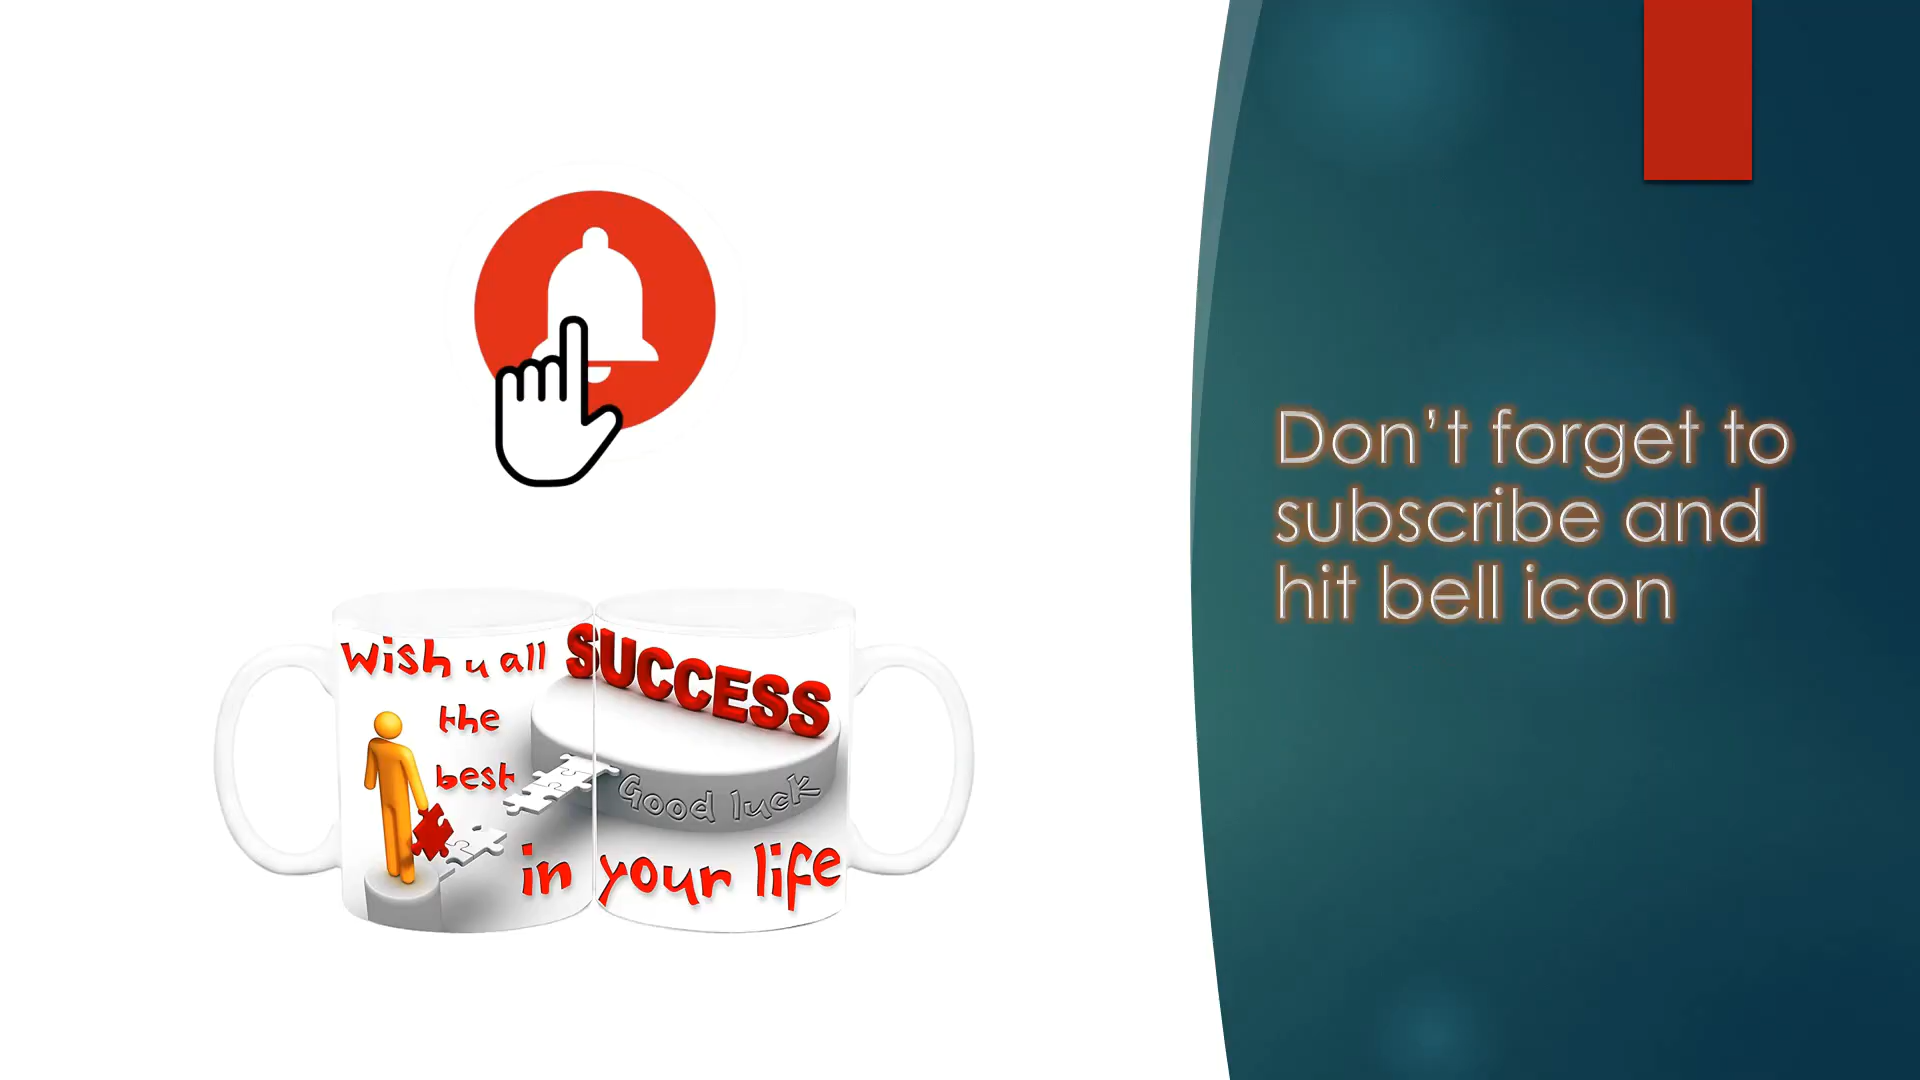 wish u all
the
best
in your life
SUCCESS
Good luck
Don’t forget to
subscribe and
hit bell icon